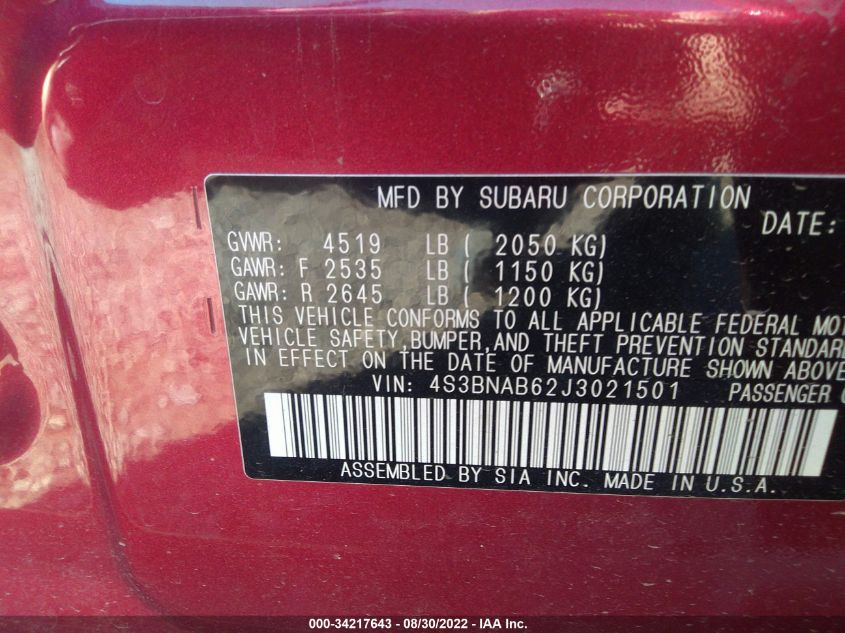 MFD BY SUBARU CORPORATION
DATE:
GVWR: 4519 LB ( 2050 KG)
GAWR: F 2535 LB ( 1150 KG)
GAWR: R 2645 LB ( 1200 KG)
THIS VEHICLE CONFORMS TO ALL APPLICABLE FEDERAL
VEHICLE SAFETY, BUMPER, AND THEFT PREVENTION
IN EFFECT ON THE DATE OF MANUFACTURE SHOWN ABOVE
VIN: 4S3BNAB62J3021501 PASSENGER
ASSEMBLED BY SIA INC. MADE IN U.S.A.
000-34217643 - 08/30/2022 - IAA Inc.